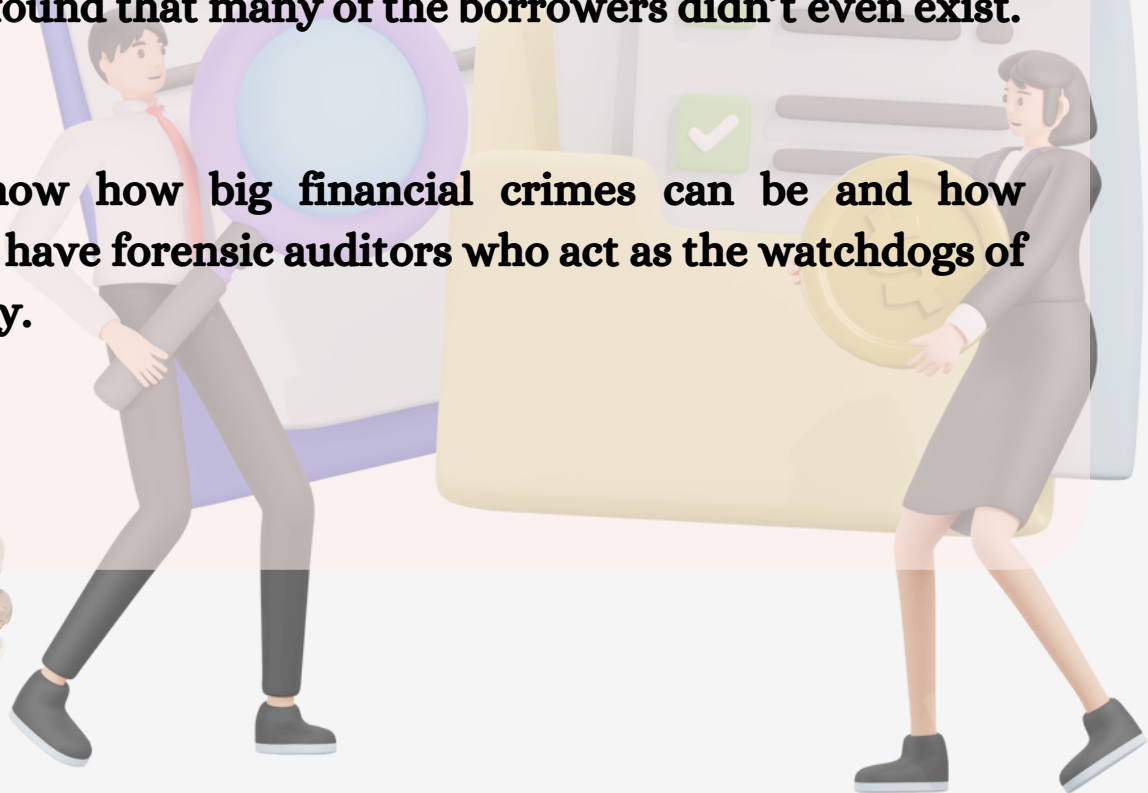 found that many of the borrowers didn't even exist.
how how big financial crimes can be and how
have forensic auditors who act as the watchdogs of
y.